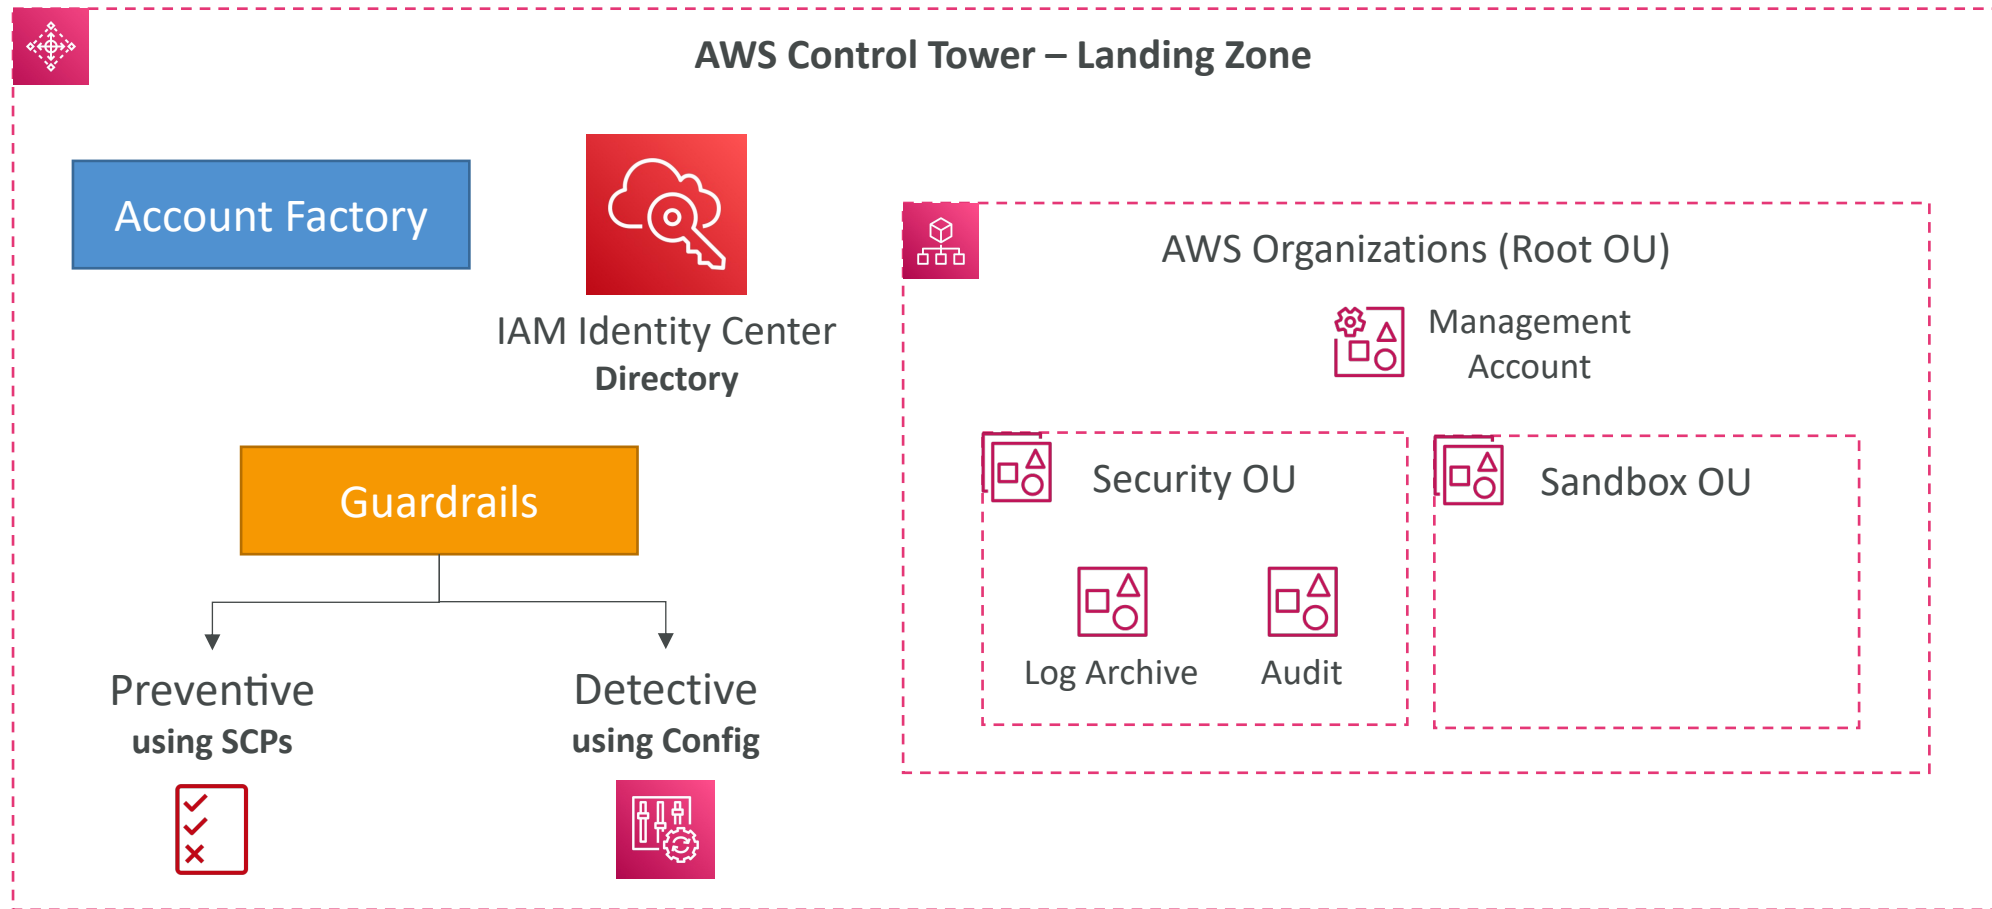 AWS Control Tower – Landing Zone
Account Factory
IAM Identity Center
Directory
Guardrails
Preventive
using SCPs
Detective
using Config
AWS Organizations (Root OU)
Management
Account
Security OU
Log Archive
Audit
Sandbox OU